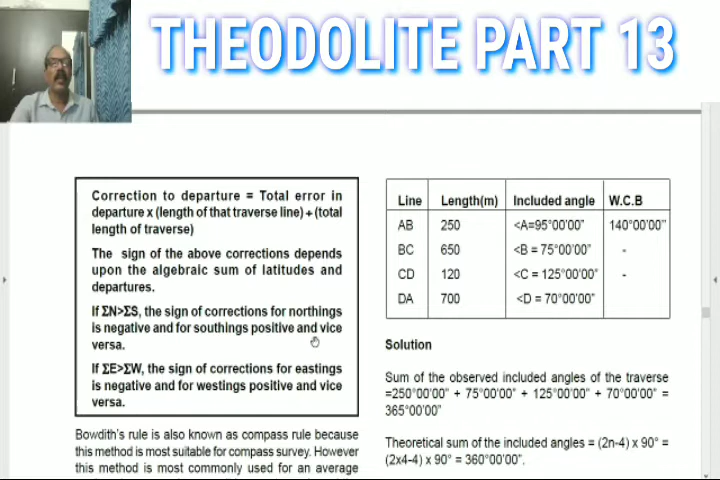 THEODOLITE PART 13
Correction to departure = Total error in
departure x (length of that traverse line) ÷ (total
length of traverse)
The sign of the above corrections depends
upon the algebraic sum of latitudes and
departures.
If ΣN>ΣS, the sign of corrections for northings
is negative and for southings positive and vice
versa.
If ΣE>ΣW, the sign of corrections for eastings
is negative and for westings positive and vice
versa.
Bowdith's rule is also known as compass rule because
this method is most suitable for compass survey. However
this method is most commonly used for an average
Line Length(m) Included angle W.C.B
AB 250 <A=95°00'00" 140°00'00"
BC 650 <B = 75°00'00" -
CD 120 <C = 125°00'00" -
DA 700 <D = 70°00'00"
Solution
Sum of the observed included angles of the traverse
=250°00'00" + 75°00'00" + 125°00'00" + 70°00'00" =
365°00'00"
Theoretical sum of the included angles = (2n-4) x 90° =
(2x4-4) x 90° = 360°00'00".